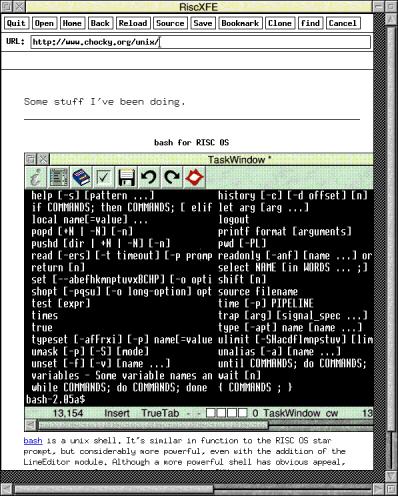 RiscXFE
Quit Open Home Back Reload Source Save Bookmark Clone find Cancel
URL: http://www.chocky.org/unix/
Some stuff I've been doing.
bash for RISC OS
TaskWindow *
help [-s] [pattern ...] history [-c] [-d offset] [n]
if COMMANDS; then COMMANDS; [ elif let arg [arg ...]
local name[=value] ... logout
popd [+N | -N] [-n] printf format [arguments]
pushd [dir | +N | -N] [-n] pwd [-PL]
read [-ers] [-t timeout] [-p promp readonly [-anf] [name ...] or
return [n] select NAME [in WORDS ... ;]
set [--abefhkmnptuvxBCHP] [-o opti shift [n]
shopt [-pqsu] [-o long-option] opt source filename
test [expr] time [-p] PIPELINE
times trap [arg] [signal_spec ...]
true type [-apt] name [name ...]
typeset [-afFrxi] [-p] name[=value ulimit [-SHacdflmnpstuv] [lim
umask [-p] [-S] [mode] unalias [-a] [name ...]
unset [-f] [-v] [name ...] until COMMANDS; do COMMANDS;
variables - Some variable names an wait [n]
while COMMANDS; do COMMANDS; done { COMMANDS ; }
bash-2.05a$
13,154 Insert TrueTab - - 0 TaskWindow cw 13
bash is a unix shell. It's similar in function to the RISC OS star
prompt, but considerably more powerful, even with the addition of the
LineEditor module. Although a more powerful shell has obvious appeal,